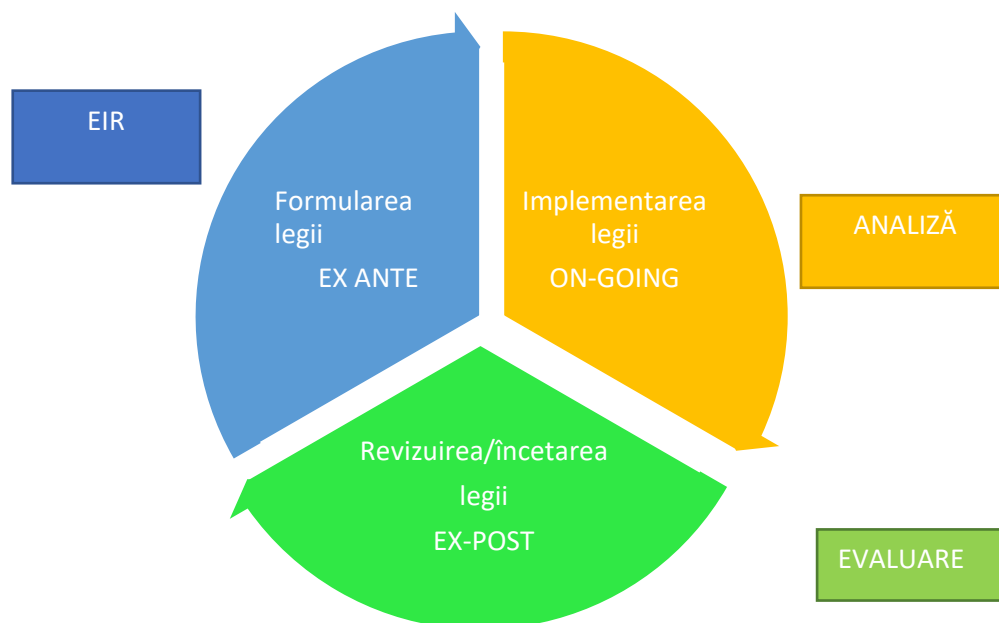 EIR
Formularea
legii
EX ANTE
Implementarea
legii
ON-GOING
ANALIZĂ
Revizuirea/încetarea
legii
EX-POST
EVALUARE